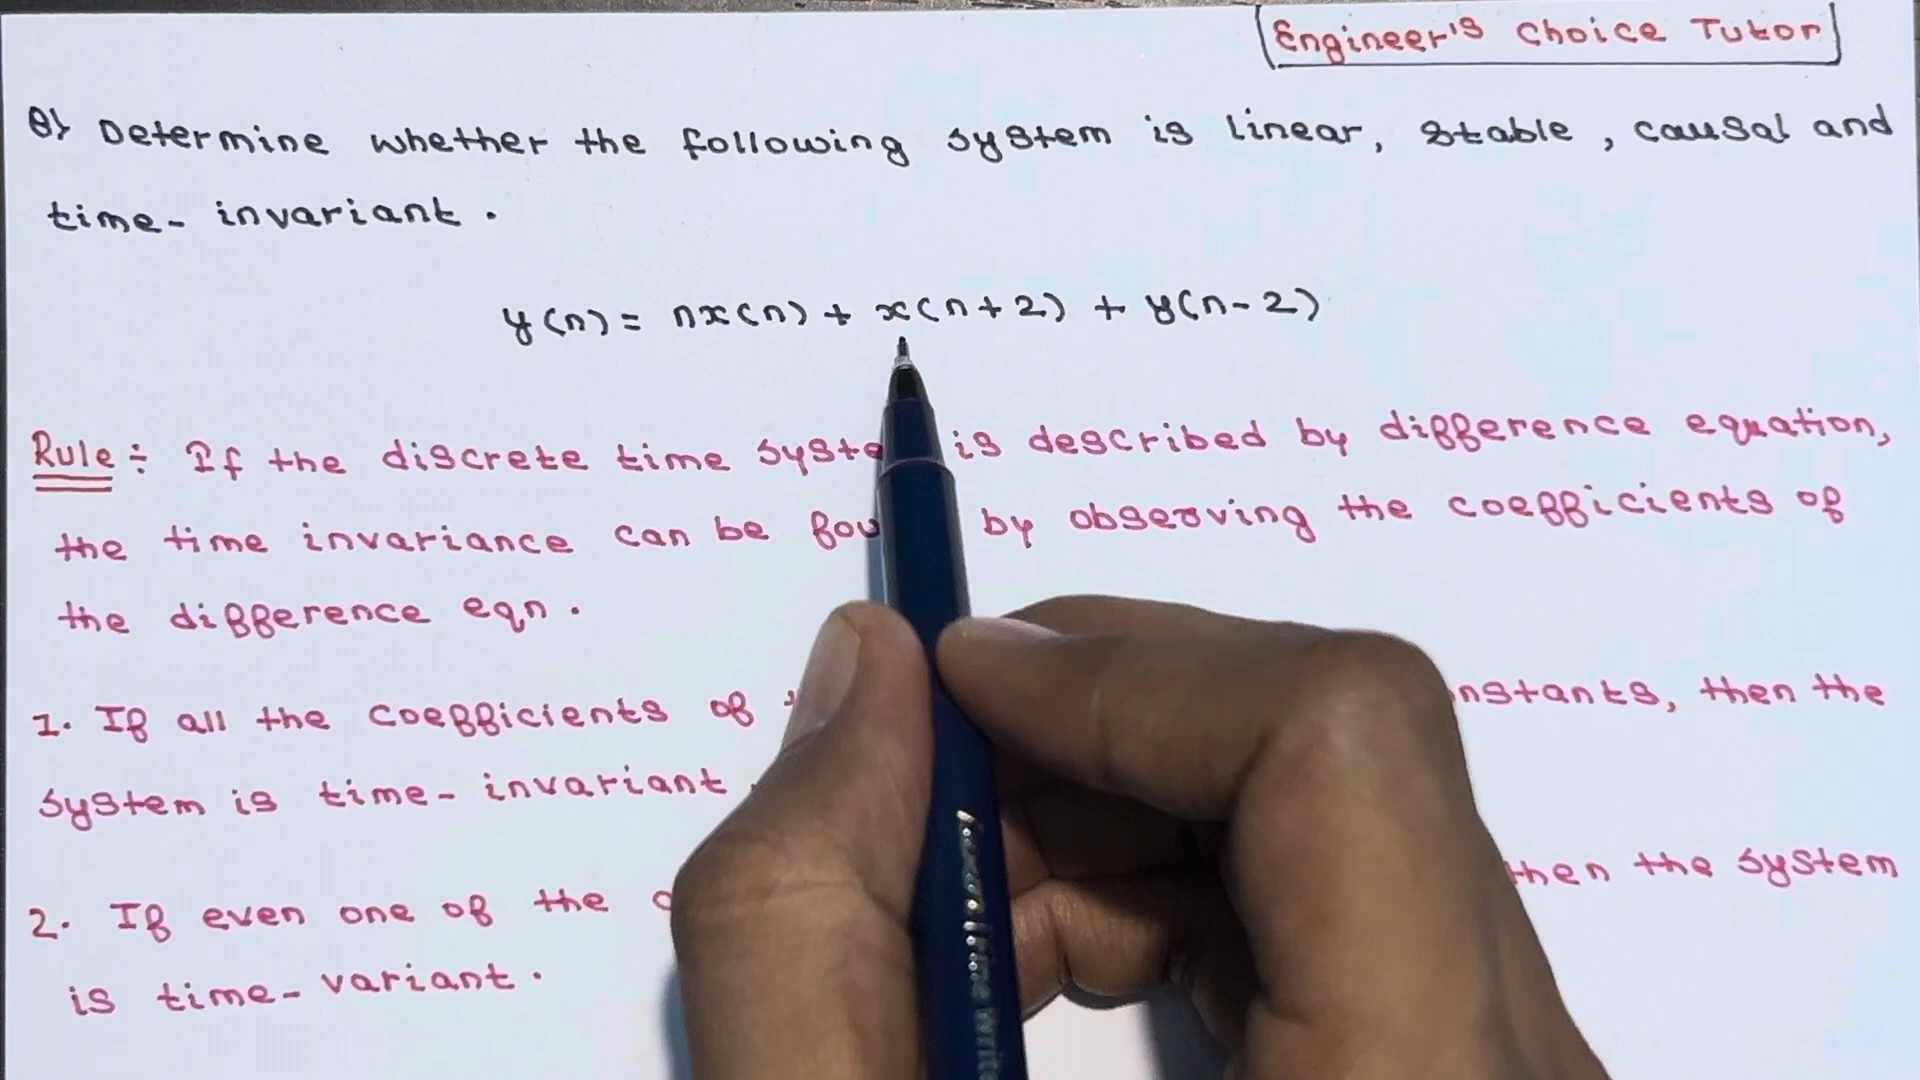 Engineer's Choice Tutor
Q) Determine whether the following system is linear, stable, causal and
time-invariant.
y(n) = nx(n) + x(n+2) + y(n-2)
Rule: If the discrete time syste is described by difference equation,
the time invariance can be fou by observing the coefficients of
the difference eqn.
1. If all the coefficients of nstants, then the
system is time-invariant
2. If even one of the then the system
is time-variant.